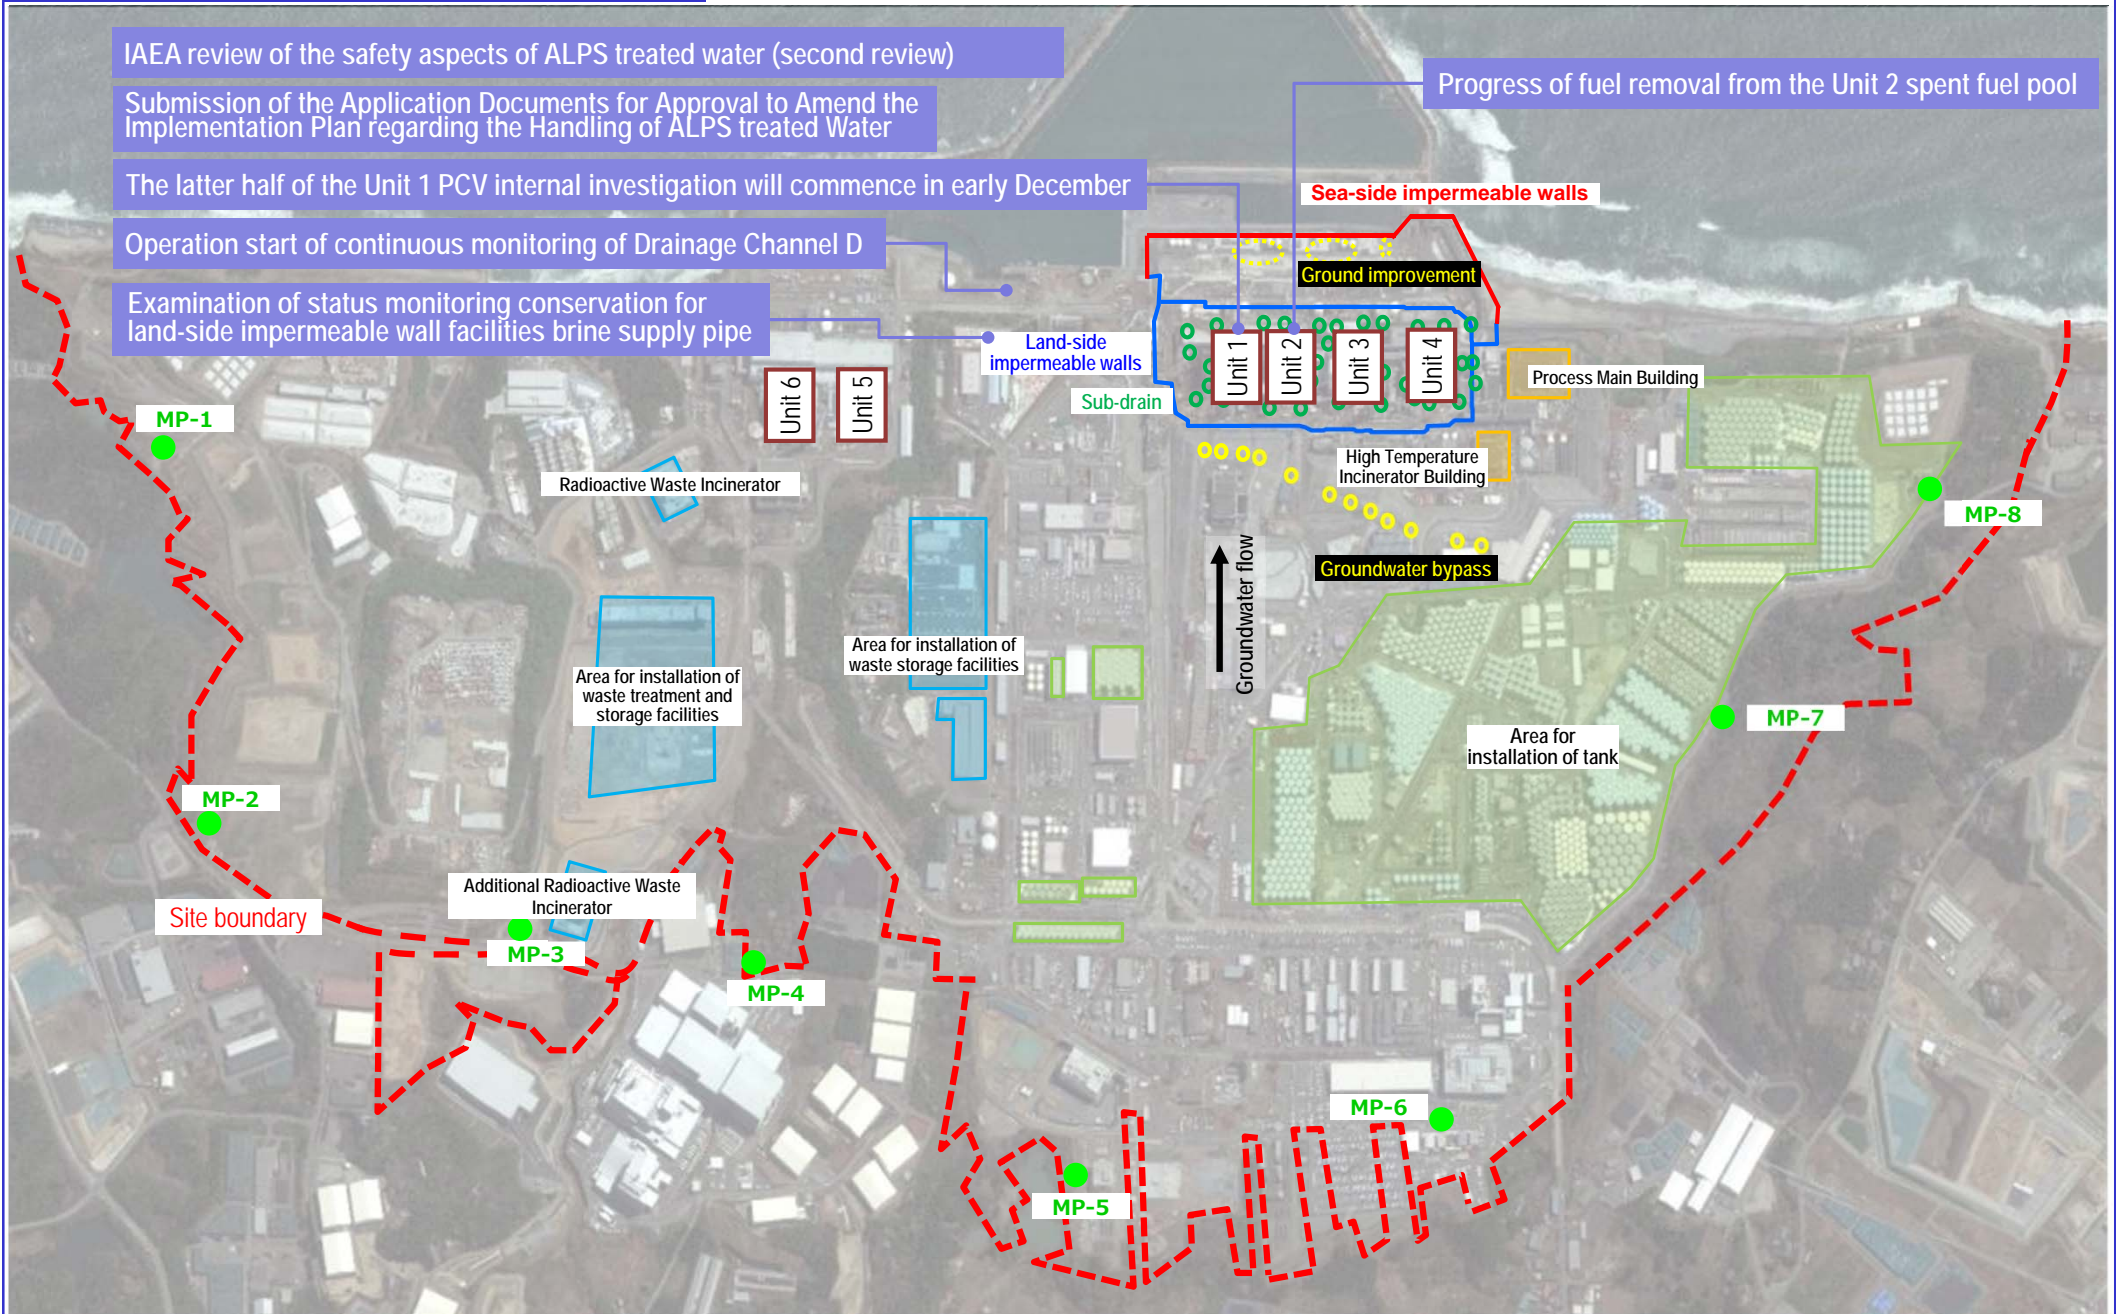 IAEA review of the safety aspects of ALPS treated water (second review)
Submission of the Application Documents for Approval to Amend the
Implementation Plan regarding the Handling of ALPS treated Water
The latter half of the Unit 1 PCV internal investigation will commence in early December
Operation start of continuous monitoring of Drainage Channel D
Examination of status monitoring conservation for
land-side impermeable wall facilities brine supply pipe
Progress of fuel removal from the Unit 2 spent fuel pool
Sea-side impermeable walls
Ground improvement
Land-side
impermeable walls
Sub-drain
Unit 1
Unit 2
Unit 3
Unit 4
Unit 6
Unit 5
Process Main Building
High Temperature
Incinerator Building
MP-1
Radioactive Waste Incinerator
MP-8
Groundwater bypass
Groundwater flow
Area for installation of
waste storage facilities
Area for installation of
waste treatment and
storage facilities
MP-7
Area for
installation of tank
MP-2
Additional Radioactive Waste
Incinerator
Site boundary
MP-3
MP-4
MP-6
MP-5